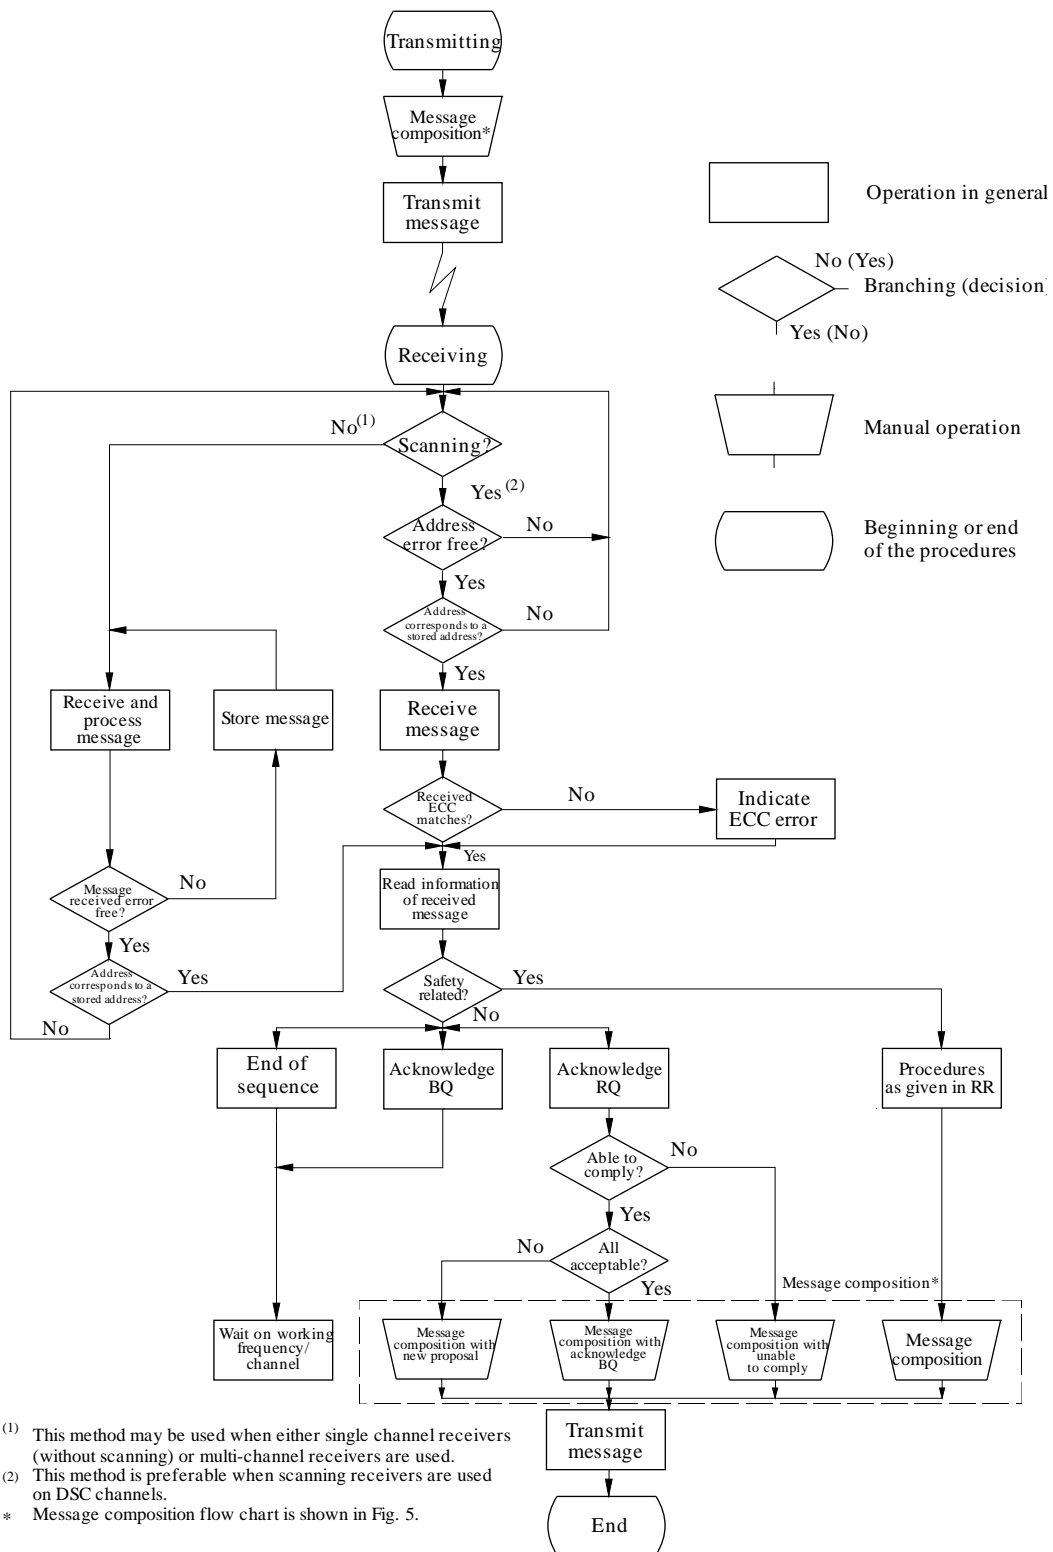 Transmitting
Message
composition*
Transmit
message
Operation in general
No (Yes)
Branching (decision)
Yes (No)
Receiving
No(1)
Scanning?
Manual operation
Yes(2)
Address
error free?
No
Beginning or end
of the procedures
Yes
Address
corresponds to a
stored address?
No
Yes
Receive and
process
message
Store message
Receive
message
Received
ECC
matches?
No
Indicate
ECC error
Yes
Message
received error
free?
No
Read information
of received
message
Yes
Address
corresponds to a
stored address?
Yes
Safety
related?
Yes
No
No
End of
sequence
Acknowledge
BQ
Acknowledge
RQ
Procedures
as given in RR
Able to
comply?
No
Yes
No
All
acceptable?
Yes
Message composition*
Wait on working
frequency/
channel
Message
composition with
new proposal
Message
composition with
acknowledge
BQ
Message
composition with
unable
to comply
Message
composition
Transmit
message
End
(1) This method may be used when either single channel receivers
(without scanning) or multi-channel receivers are used.
(2) This method is preferable when scanning receivers are used
on DSC channels.
* Message composition flow chart is shown in Fig. 5.